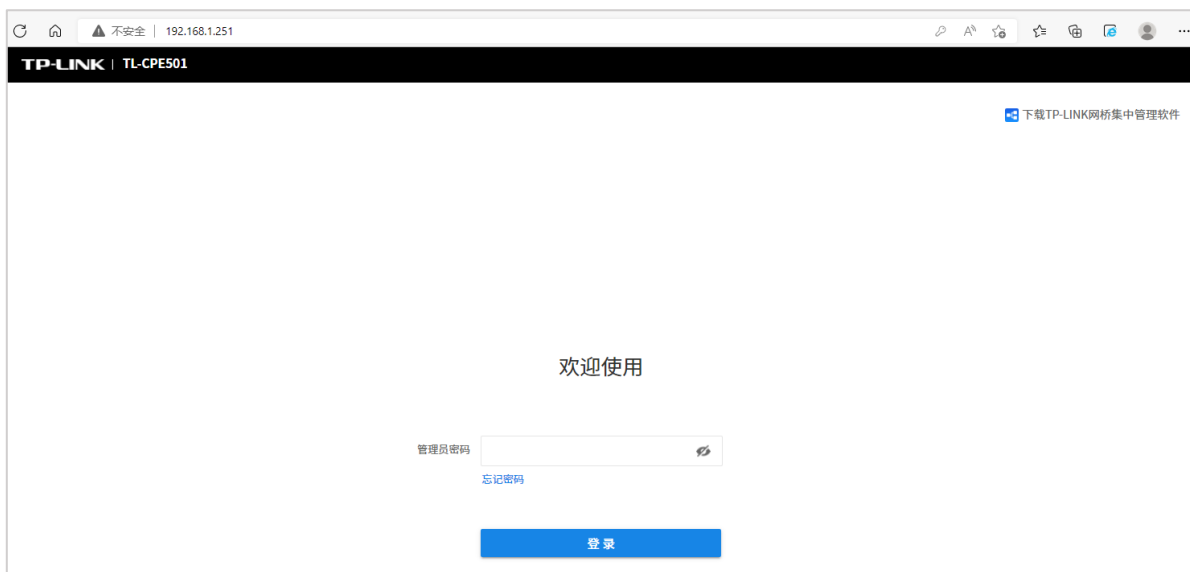 不安全 | 192.168.1.251
TP-LINK | TL-CPE501
下载TP-LINK网桥集中管理软件
欢迎使用
管理员密码
忘记密码
登录